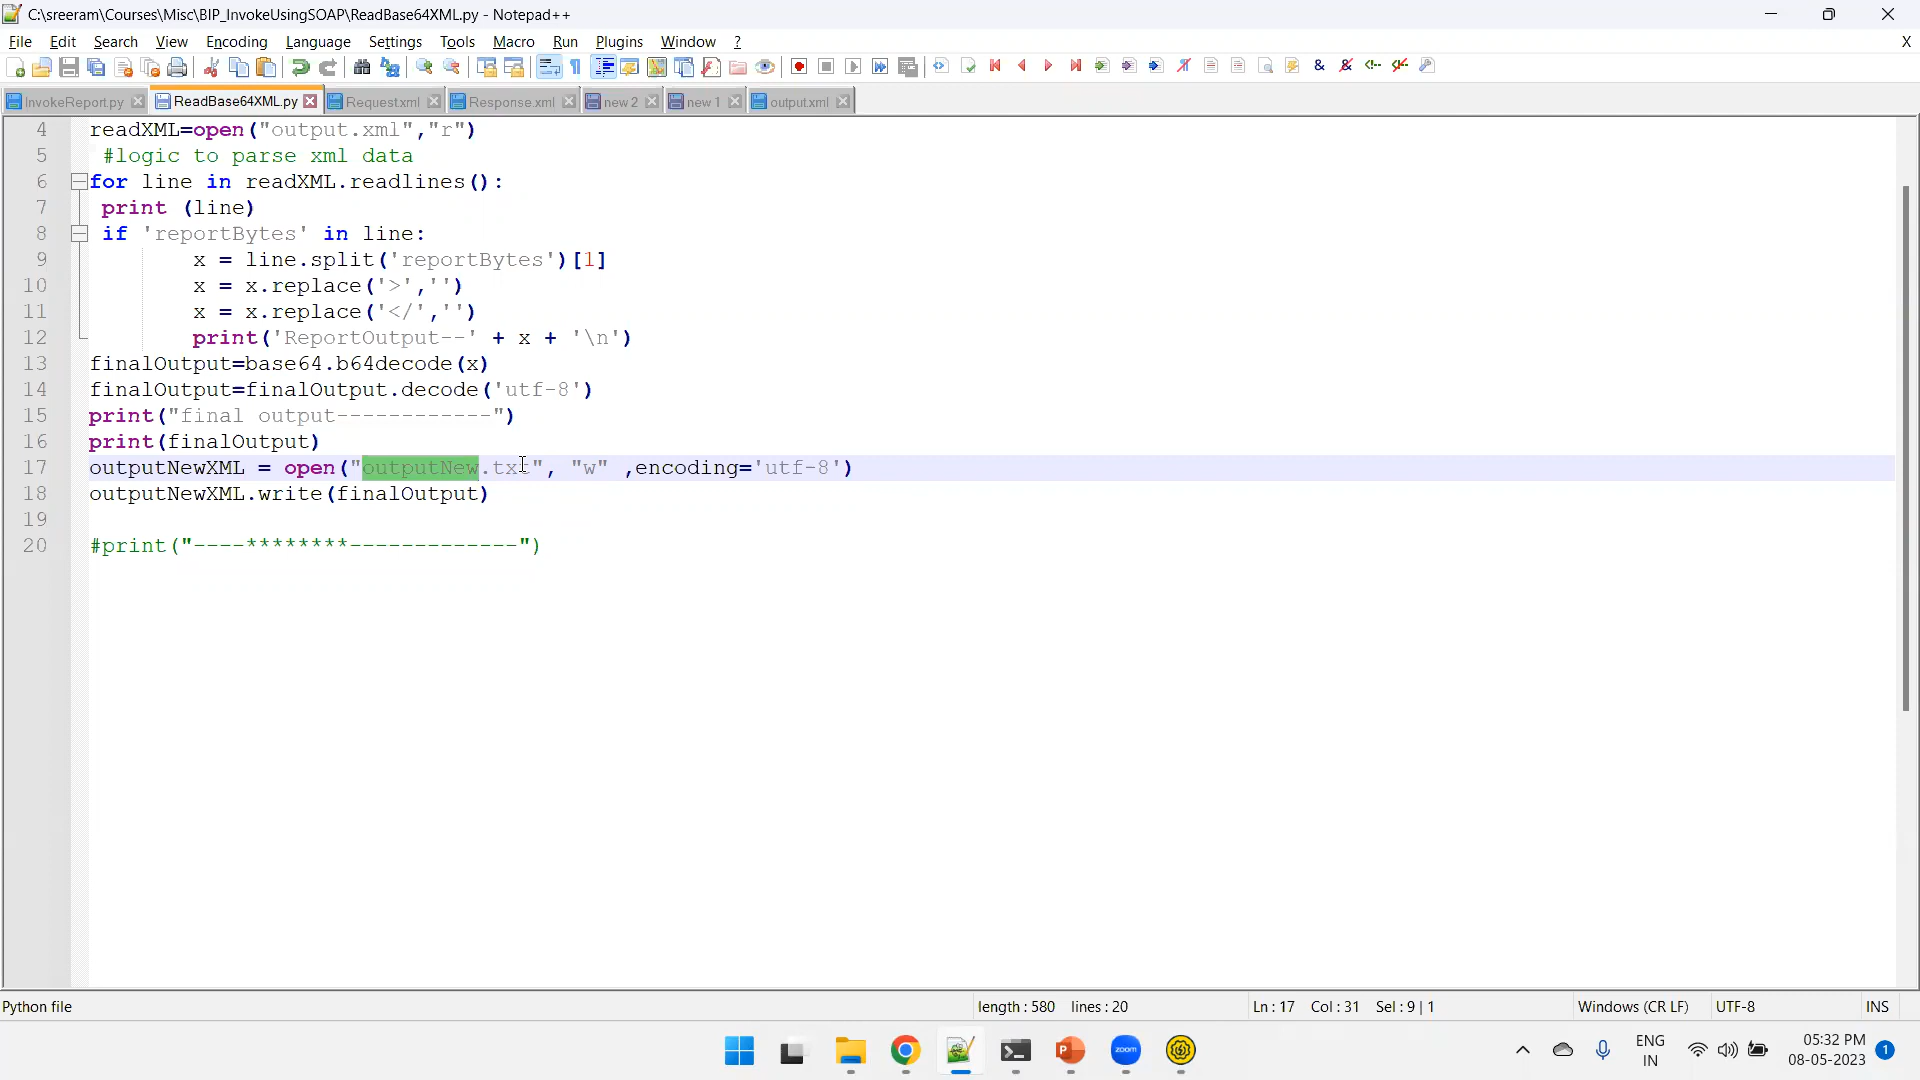 C:\sreeram\Courses\Misc\BIP_InvokeUsingSOAP\ReadBase64XML.py - Notepad++
File Edit Search View Encoding Language Settings Tools Macro Run Plugins Window ? X
InvokeReport.py ReadBase64XML.py Request.xml Response.xml new 2 new 1 output.xml
4 readXML=open("output.xml","r")
5 #logic to parse xml data
6 for line in readXML.readlines():
7 print (line)
8 if 'reportBytes' in line:
9 x = line.split('reportBytes')[1]
10 x = x.replace('>','')
11 x = x.replace('</','')
12 print('ReportOutput--' + x + '\n')
13 finalOutput=base64.b64decode(x)
14 finalOutput=finalOutput.decode('utf-8')
15 print("final output------------")
16 print(finalOutput)
17 outputNewXML = open("outputNew.txt", "w" ,encoding='utf-8')
18 outputNewXML.write(finalOutput)
19
20 #print("----********-------------")
Python file length : 580 lines : 20 Ln : 17 Col : 31 Sel : 9 | 1 Windows (CR LF) UTF-8 INS
zoom ENG IN 05:32 PM 08-05-2023 1